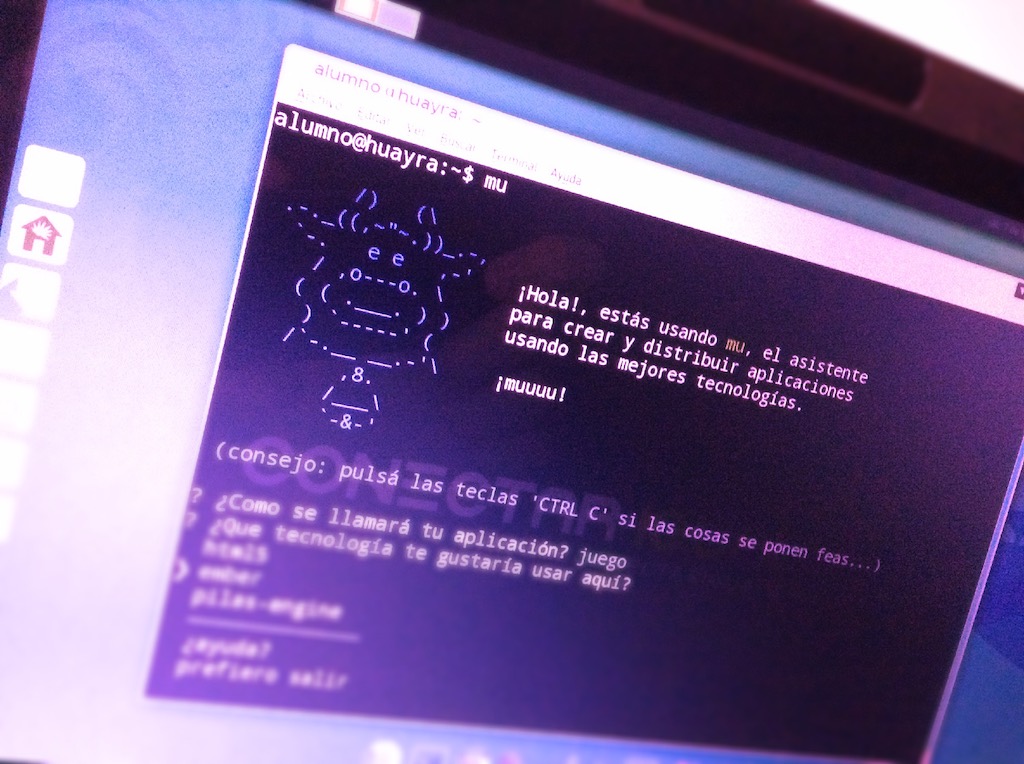 alumno@huayra: ~
Archivo Editar Ver Buscar Terminal Ayuda
alumno@huayra:~$ mu
¡Hola!, estás usando mu, el asistente
para crear y distribuir aplicaciones
usando las mejores tecnologías.
¡muuuu!
CONECTAR
(consejo: pulsá las teclas 'CTRL C' si las cosas se ponen feas...)
? ¿Como se llamará tu aplicación? juego
? ¿Que tecnología te gustaría usar aquí?
html5
❯ ember
pilas-engine
¿ayuda?
prefiero salir